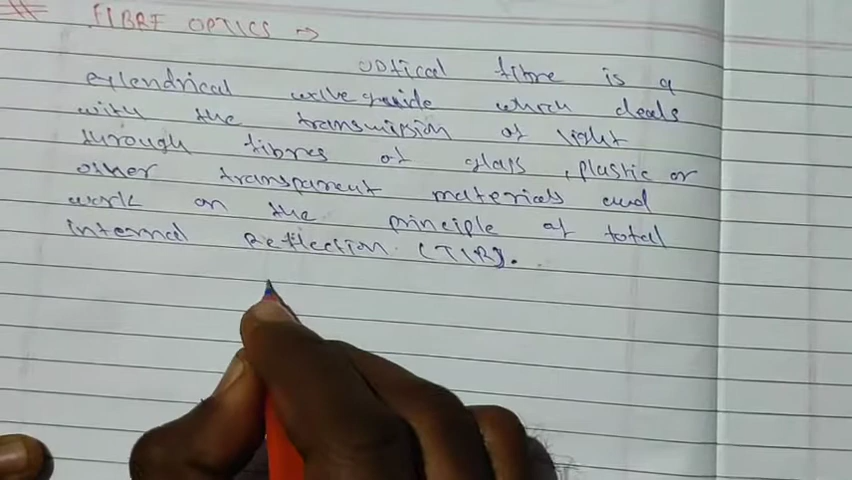 # FIBRE OPTICS →
optical fibre is a
cylendrical wave guide which deals
with the transmission of light
through fibres of glass, plastic or
other transparent materials and
work on the principle of total
internal Reflection. (TIR).